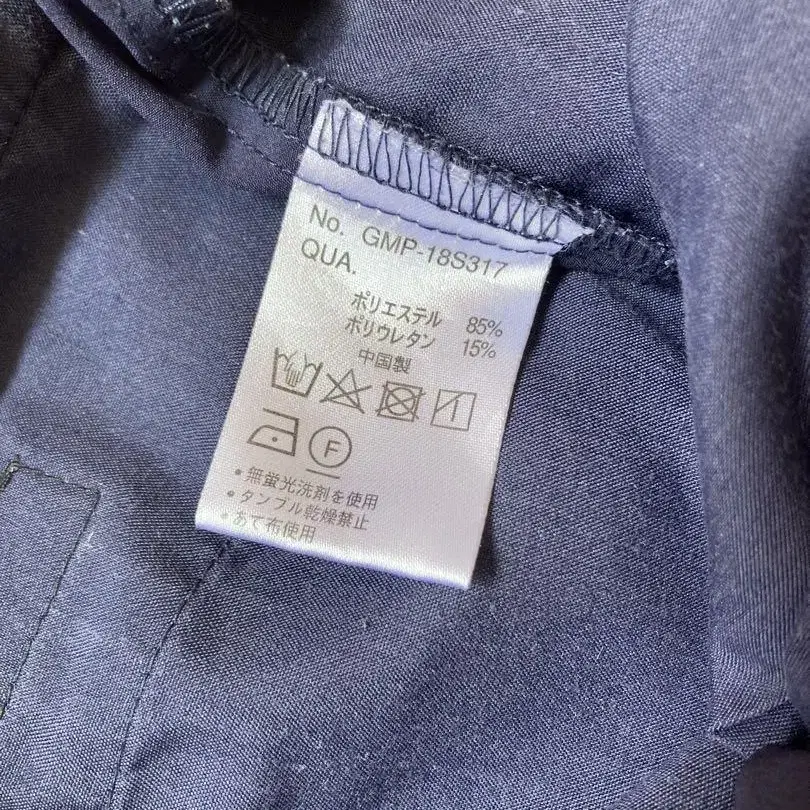 No. GMP-18S317
QUA.
ポリエステル 85%
ポリウレタン 15%
中国製
F
・無蛍光洗剤を使用
・タンブル乾燥禁止
・あて布使用